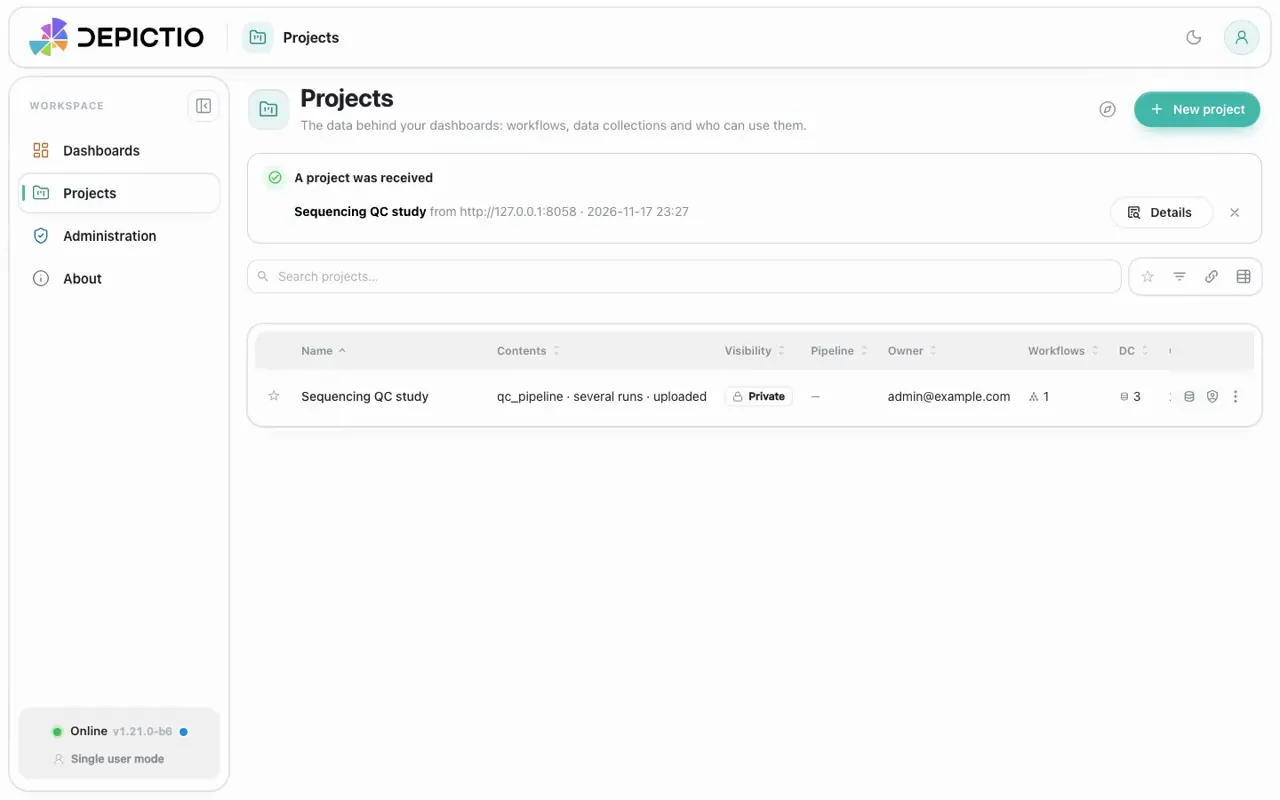 DEPICTIO
Projects
WORKSPACE
Dashboards
Projects
Administration
About
Projects
The data behind your dashboards: workflows, data collections and who can use them.
New project
A project was received
Sequencing QC study from http://127.0.0.1:8058 · 2026-11-17 23:27
Details
Search projects...
Name Contents Visibility Pipeline Owner Workflows DC
Sequencing QC study qc_pipeline · several runs · uploaded Private — admin@example.com 1 3
Online v1.21.0-b6
Single user mode